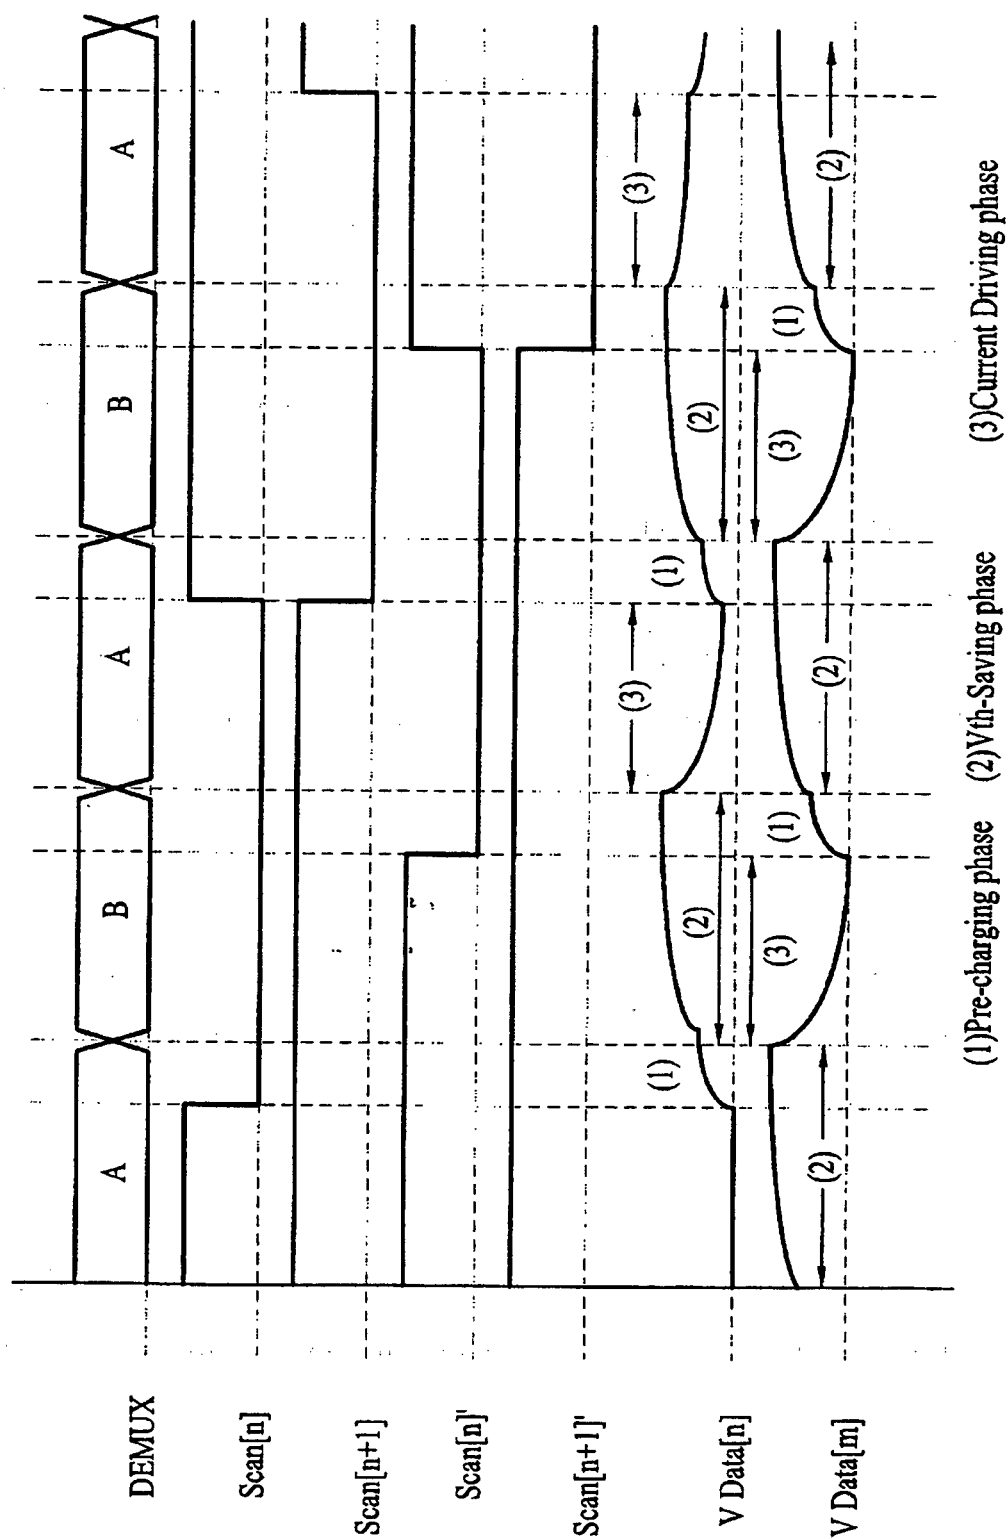 DEMUX A B A B A
Scan[n]
Scan[n+1]
Scan[n]'
Scan[n+1]'
(3) (3)
(1) (1)
(2) (2)
V Data[n]
(3) (1) (3) (1)
(2) (2) (2)
V Data[m]
(1)Pre-charging phase (2)Vth-Saving phase (3)Current Driving phase